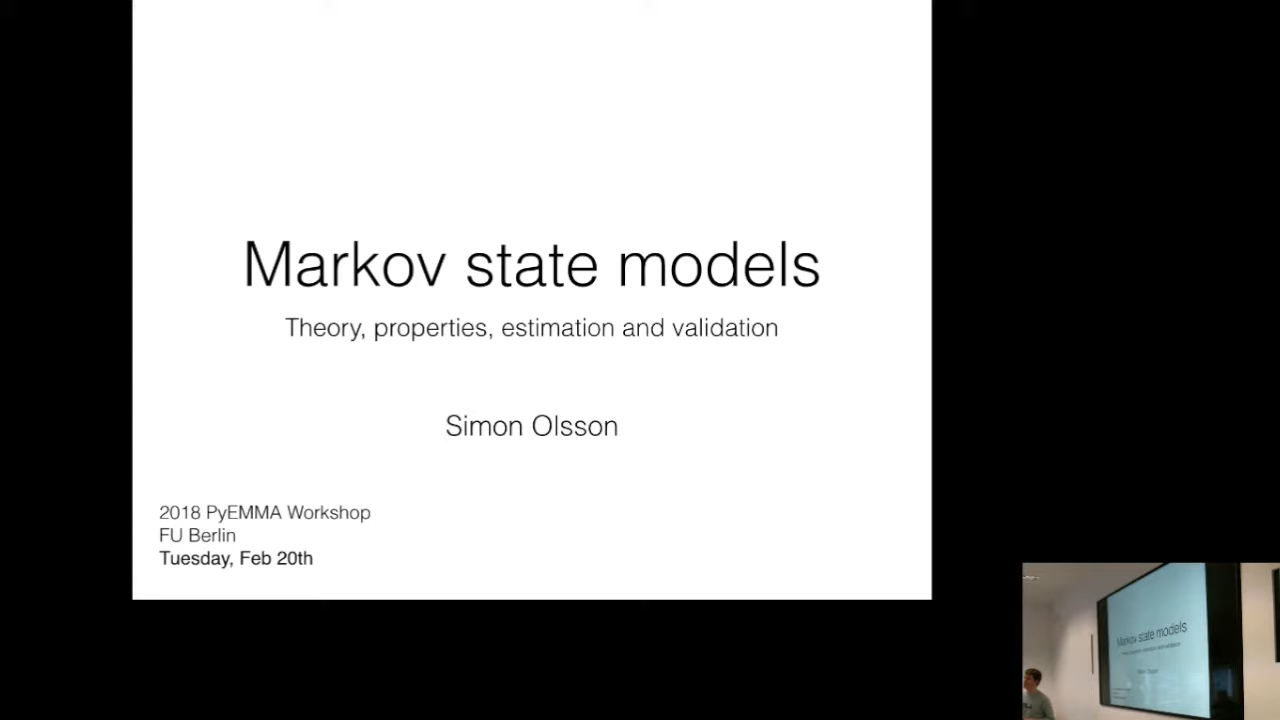 Markov state models
Theory, properties, estimation and validation
Simon Olsson
2018 PyEMMA Workshop
FU Berlin
Tuesday, Feb 20th
Markov state models